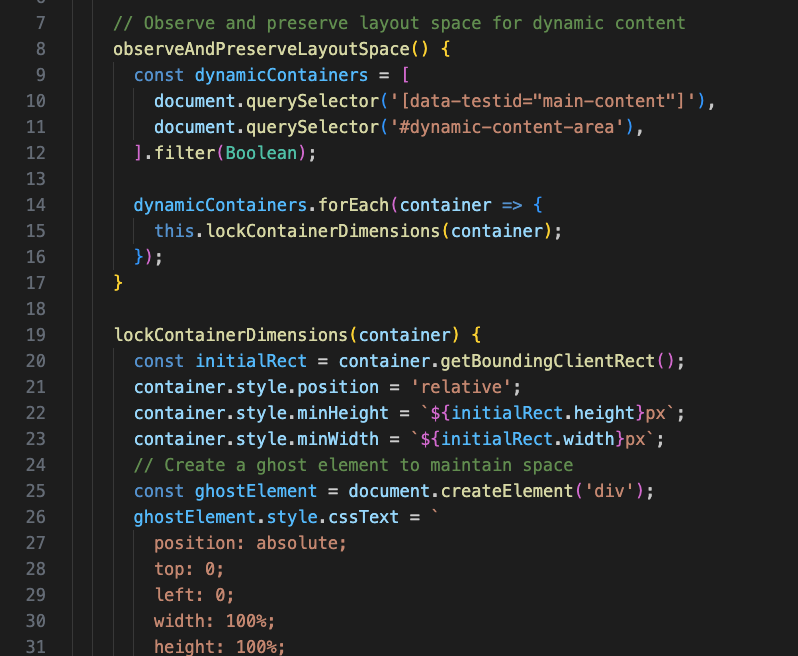 7 // Observe and preserve layout space for dynamic content
8 observeAndPreserveLayoutSpace() {
9 const dynamicContainers = [
10 document.querySelector('[data-testid="main-content"]'),
11 document.querySelector('#dynamic-content-area'),
12 ].filter(Boolean);
13
14 dynamicContainers.forEach(container => {
15 this.lockContainerDimensions(container);
16 });
17 }
18
19 lockContainerDimensions(container) {
20 const initialRect = container.getBoundingClientRect();
21 container.style.position = 'relative';
22 container.style.minHeight = `${initialRect.height}px`;
23 container.style.minWidth = `${initialRect.width}px`;
24 // Create a ghost element to maintain space
25 const ghostElement = document.createElement('div');
26 ghostElement.style.cssText = `
27 position: absolute;
28 top: 0;
29 left: 0;
30 width: 100%;
31 height: 100%;